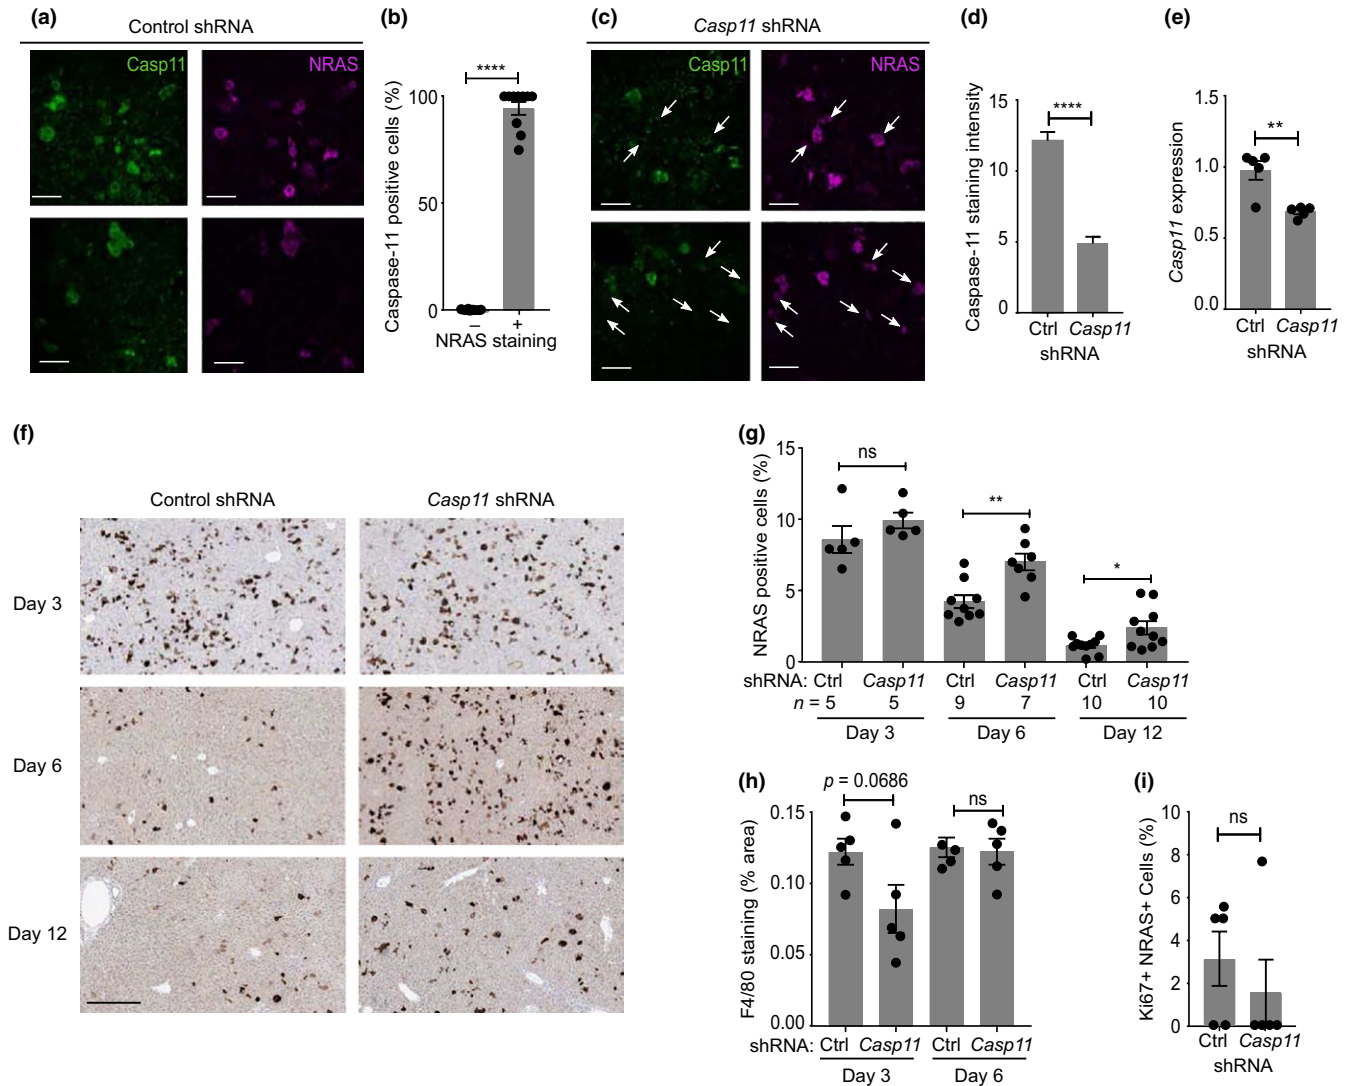 (a)
Control shRNA
Casp11
NRAS
(b)
****
Caspase-11 positive cells (%)
100
50
0
–
+
NRAS staining
(c)
Casp11 shRNA
Casp11
NRAS
(d)
****
Caspase-11 staining intensity
15
10
5
0
Ctrl Casp11
shRNA
(e)
**
Casp11 expression
1.5
1.0
0.5
0.0
Ctrl Casp11
shRNA
(f)
Control shRNA
Casp11 shRNA
Day 3
Day 6
Day 12
(g)
NRAS positive cells (%)
15
10
5
0
ns
**
*
shRNA: Ctrl Casp11 Ctrl Casp11 Ctrl Casp11
n = 5 5 9 7 10 10
Day 3 Day 6 Day 12
(h)
F4/80 staining (% area)
p = 0.0686
ns
0.15
0.10
0.05
0.00
shRNA: Ctrl Casp11 Ctrl Casp11
Day 3 Day 6
(i)
Ki67+ NRAS+ Cells (%)
ns
10
8
6
4
2
0
Ctrl Casp11
shRNA